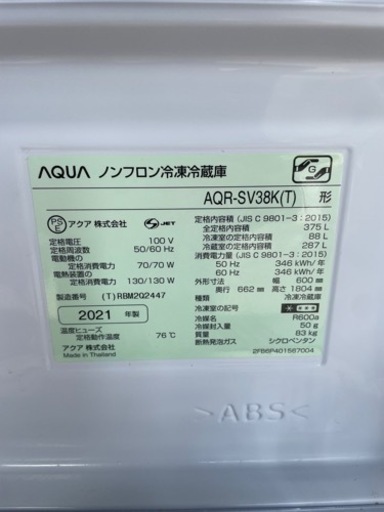 AQUA ノンフロン冷凍冷蔵庫
AQR-SV38K(T) 形
PSE アクア 株式会社 JET
定格電圧 100 V
定格周波数 50/60 Hz
電動機の
定格消費電力 70/70 W
電熱装置の
定格消費電力 130/130 W
製造番号 (T) RBM2Q2447
2021 年製
温度ヒューズ
定格動作温度 76℃
アクア 株式会社
Made in Thailand
定格内容積 (JIS C 9801-3 : 2015)
全定格内容積 375 L
冷凍室の内容積 88 L
冷蔵室の内容積 287 L
消費電力量 (JIS C 9801-3 : 2015)
50 Hz 346 kWh/年
60 Hz 346 kWh/年
外形寸法 幅 600 mm
奥行 662 mm 高さ 1804 mm
種類 冷凍冷蔵庫
冷凍室の記号
冷媒 R600a
冷媒封入量 50 g
質量 83 kg
断熱発泡ガス シクロペンタン
2FB6P401567004
>ABS<